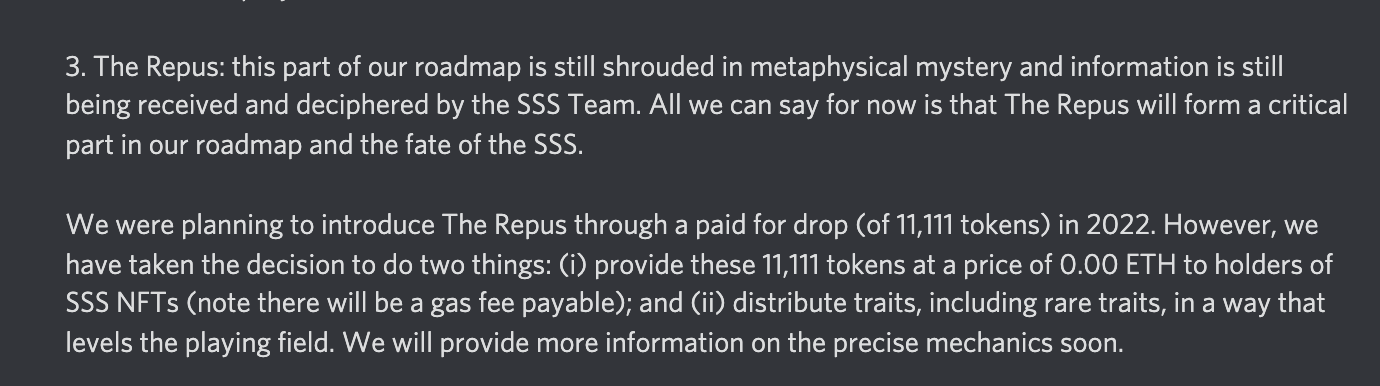 3. The Repus: this part of our roadmap is still shrouded in metaphysical mystery and information is still
being received and deciphered by the SSS Team. All we can say for now is that The Repus will form a critical
part in our roadmap and the fate of the SSS.
We were planning to introduce The Repus through a paid for drop (of 11,111 tokens) in 2022. However, we
have taken the decision to do two things: (i) provide these 11,111 tokens at a price of 0.00 ETH to holders of
SSS NFTs (note there will be a gas fee payable); and (ii) distribute traits, including rare traits, in a way that
levels the playing field. We will provide more information on the precise mechanics soon.